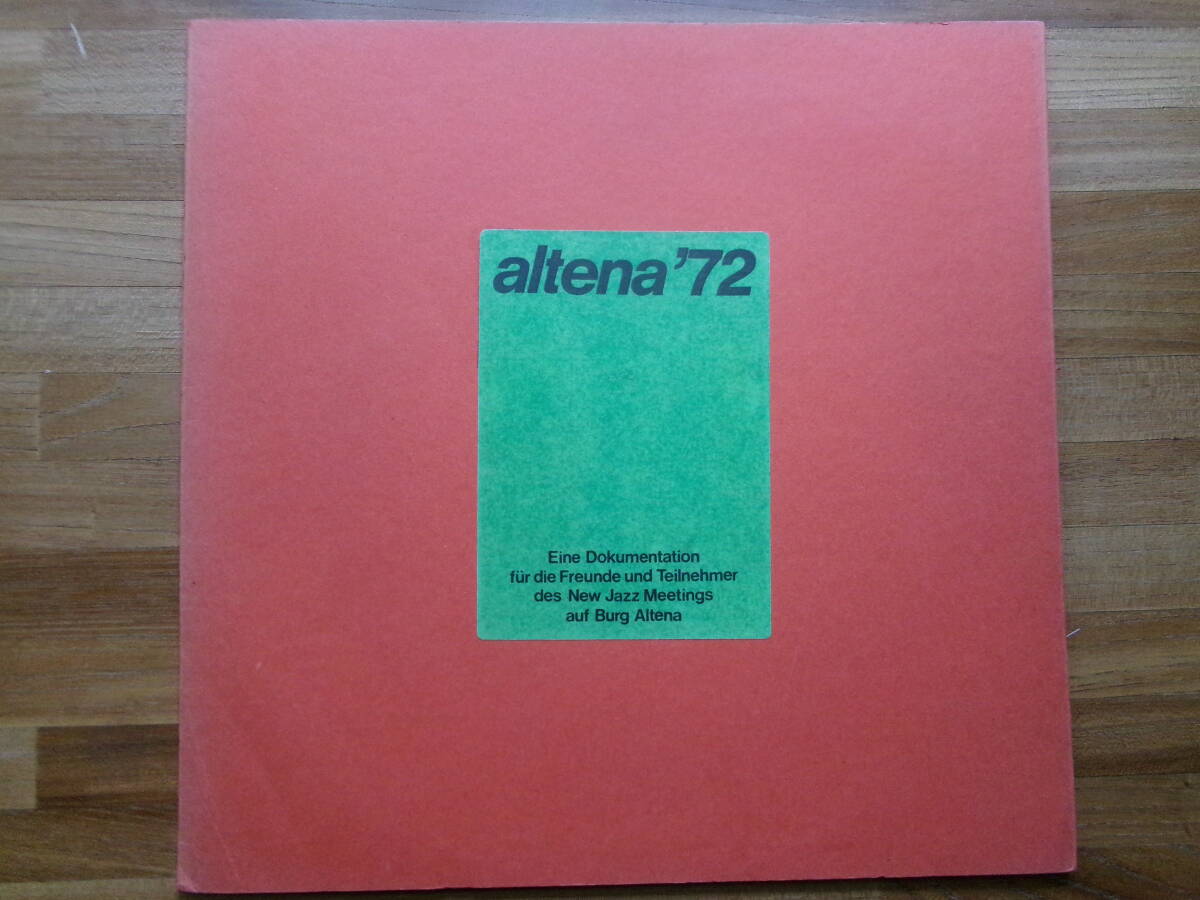 altena '72
Eine Dokumentation
für die Freunde und Teilnehmer
des New Jazz Meetings
auf Burg Altena